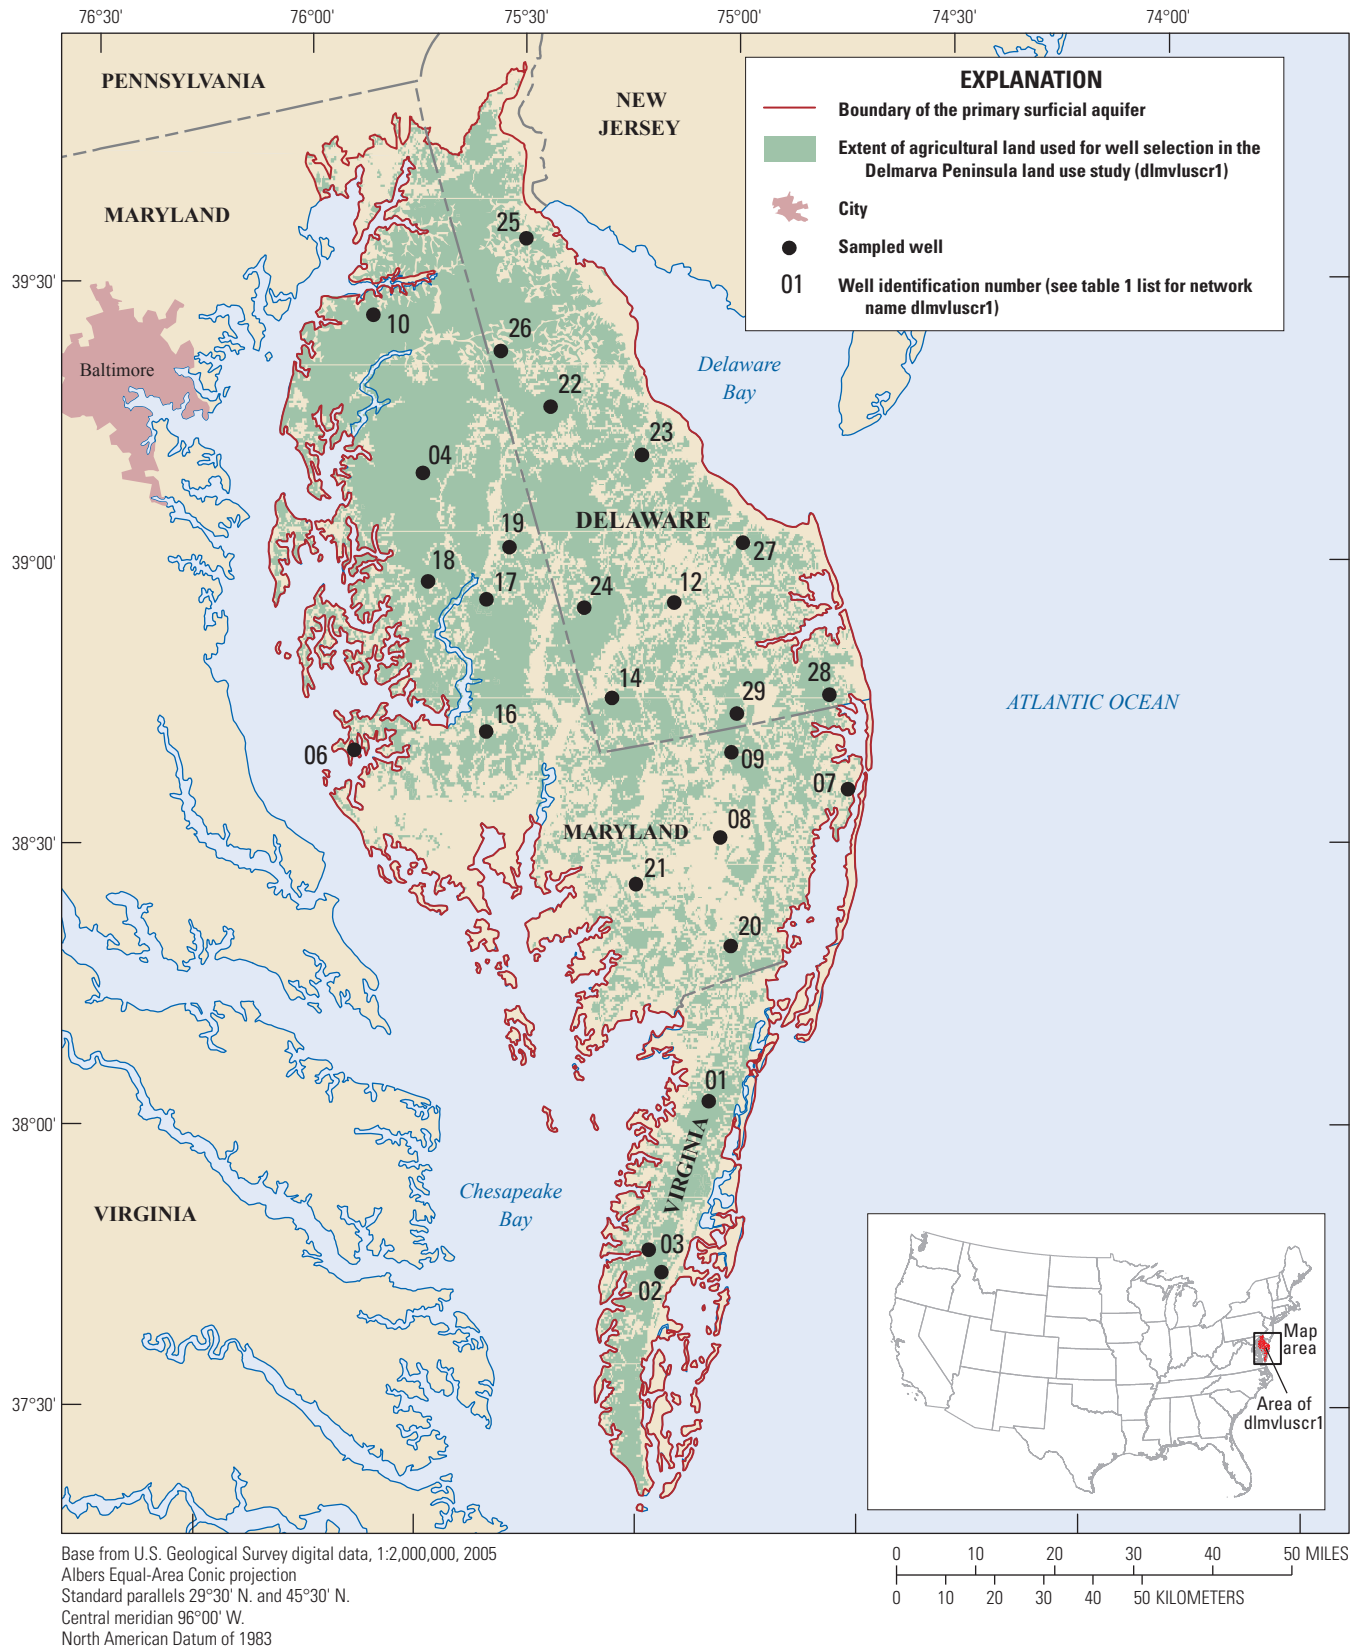 76°30'
76°00'
75°30'
75°00'
74°30'
74°00'
PENNSYLVANIA
NEW
JERSEY
MARYLAND
EXPLANATION
Boundary of the primary surficial aquifer
Extent of agricultural land used for well selection in the
Delmarva Peninsula land use study (dlmvluscr1)
City
Sampled well
01
Well identification number (see table 1 list for network
name dlmvluscr1)
25
39°30'
10
26
Baltimore
Delaware
Bay
22
23
04
DELAWARE
19
27
39°00'
18
17
24
12
14
29
28
ATLANTIC OCEAN
16
06
09
07
08
MARYLAND
38°30'
21
20
01
38°00'
VIRGINIA
Chesapeake
Bay
VIRGINIA
03
02
37°30'
Map
area
Area of
dlmvluscr1
Base from U.S. Geological Survey digital data, 1:2,000,000, 2005
Albers Equal-Area Conic projection
Standard parallels 29°30' N. and 45°30' N.
Central meridian 96°00' W.
North American Datum of 1983
0 10 20 30 40 50 MILES
0 10 20 30 40 50 KILOMETERS